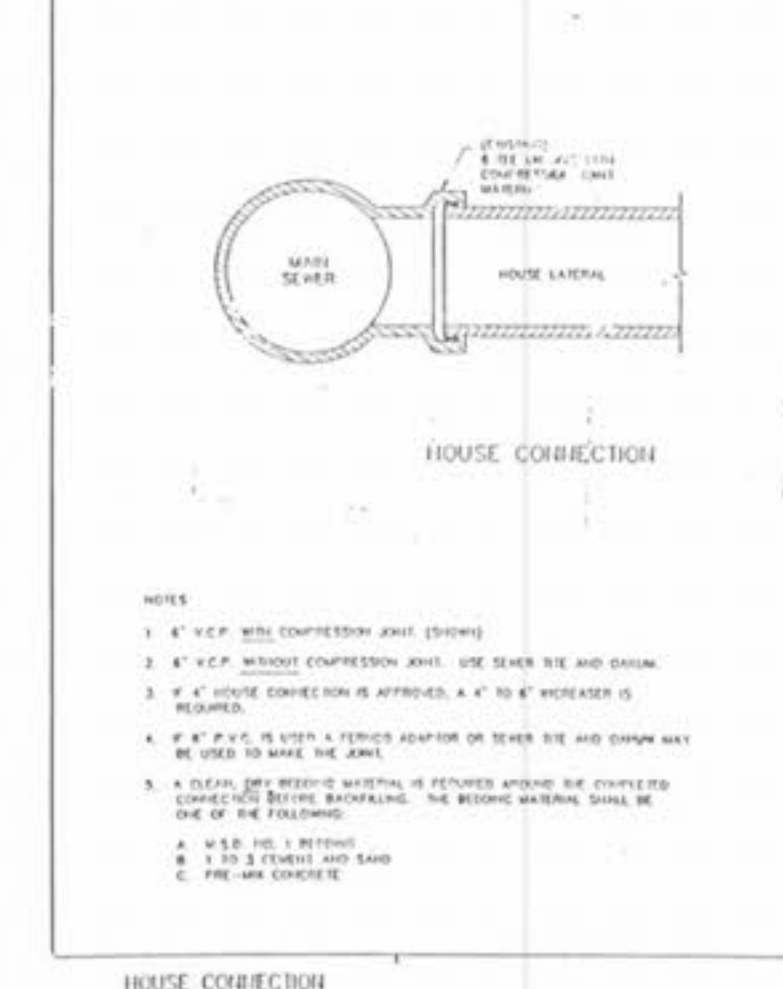 COMPRESSION JOINT
MATERIAL
MAIN
SEWER
HOUSE LATERAL
HOUSE CONNECTION
NOTES
1. 6" V.C.P. WITH COMPRESSION JOINT. (SHOWN)
2. 6" V.C.P. WITHOUT COMPRESSION JOINT. USE SEWER TITE AND OAKUM.
3. IF 4" HOUSE CONNECTION IS APPROVED, A 4" TO 6" INCREASER IS
REQUIRED.
4. IF 6" P.V.C. IS USED A FERNCO ADAPTOR OR SEWER TITE AND OAKUM MAY
BE USED TO MAKE THE JOINT.
5. A CLEAN, DRY BEDDING MATERIAL IS REQUIRED AROUND THE COMPLETED
CONNECTION BEFORE BACKFILLING. THE BEDDING MATERIAL SHALL BE
ONE OF THE FOLLOWING:
A. M.S.D. NO. 1 BEDDING
B. 1 TO 3 CEMENT AND SAND
C. PRE-MIX CONCRETE
HOUSE CONNECTION